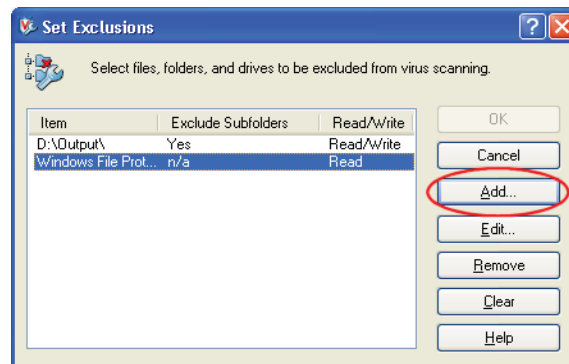 Set Exclusions
Select files, folders, and drives to be excluded from virus scanning.
Item Exclude Subfolders Read/Write
D:\Output\ Yes Read/Write
Windows File Prot... n/a Read
OK
Cancel
Add...
Edit...
Remove
Clear
Help